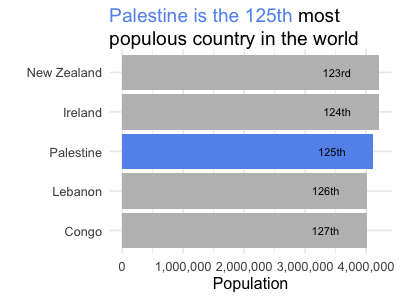 Palestine is the 125th most
populous country in the world
New Zealand 123rd
Ireland 124th
Palestine 125th
Lebanon 126th
Congo 127th
0 1,000,000 2,000,000 3,000,000 4,000,000
Population